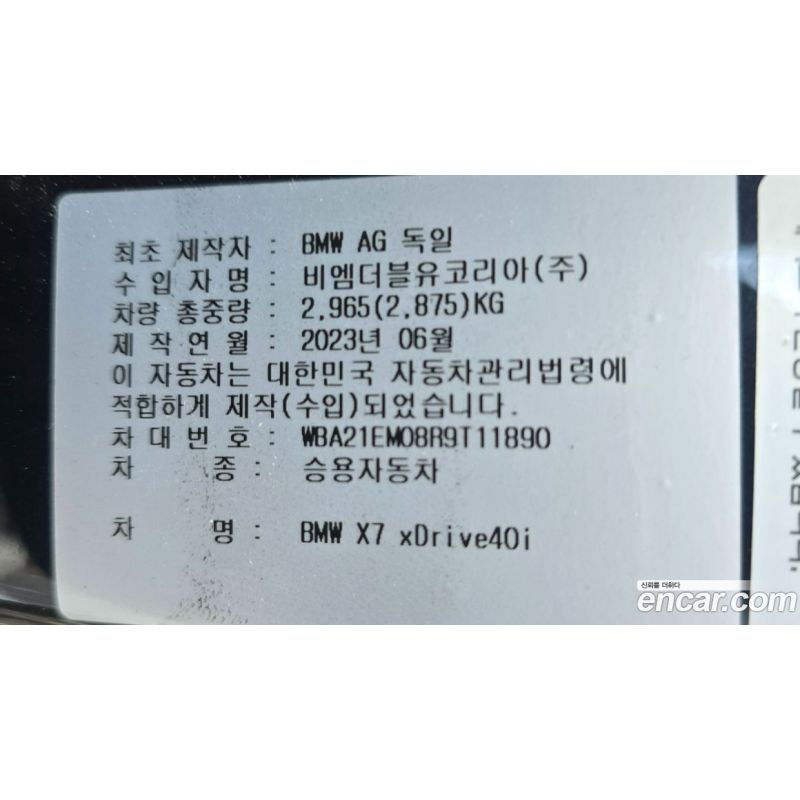 최초 제작자 : BMW AG 독일
수 입 자 명 : 비엠더블유코리아(주)
차량 총중량 : 2,965(2,875)KG
제 작 연 월 : 2023년 06월
이 자동차는 대한민국 자동차관리법령에
적합하게 제작(수입)되었습니다.
차 대 번 호 : WBA21EM08R9T11890
차 종 : 승용자동차
차 명 : BMW X7 xDrive40i
신뢰를 더하다
encar.com